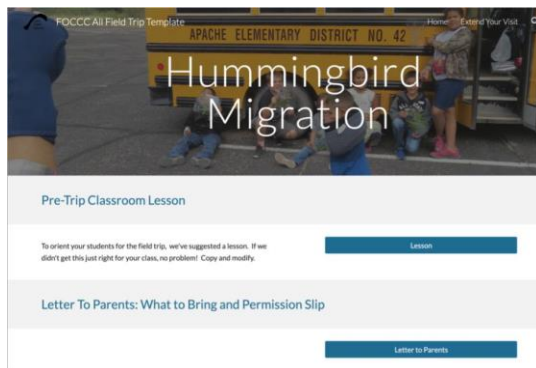 FOCCC All Field Trip Template
Home
Extend Your Visit
APACHE ELEMENTARY DISTRICT NO. 42
Hummingbird
Migration
Pre-Trip Classroom Lesson
To orient your students for the field trip, we've suggested a lesson. If we
didn't get this just right for your class, no problem! Copy and modify.
Lesson
Letter To Parents: What to Bring and Permission Slip
Letter to Parents